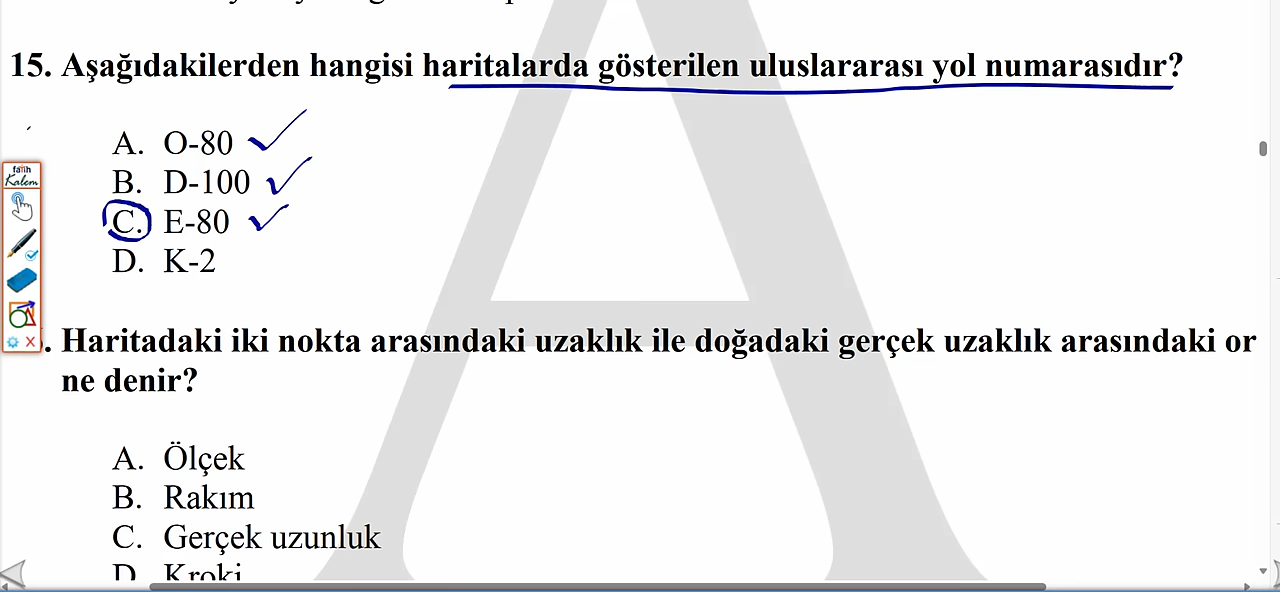 15. Aşağıdakilerden hangisi haritalarda gösterilen uluslararası yol numarasıdır?
A. O-80
B. D-100
C. E-80
D. K-2
fatih
Kalem
. Haritadaki iki nokta arasındaki uzaklık ile doğadaki gerçek uzaklık arasındaki or
ne denir?
A. Ölçek
B. Rakım
C. Gerçek uzunluk
D. Kroki